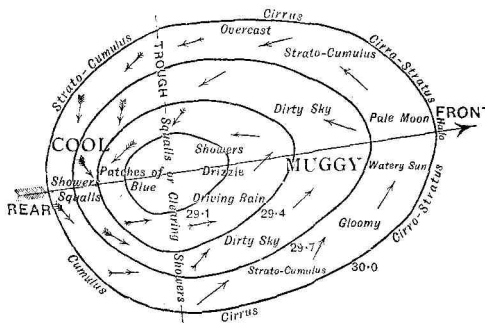 Cirrus
Overcast
Strato-Cumulus
Strato-Cumulus
Cirro-Stratus
TROUGH
Dirty Sky
Pale Moon
FRONT
Halo
COOL
Squalls or Clearing Showers
Showers
MUGGY
Watery Sun
Patches of Blue
Drizzle
Showers
Squalls
REAR
Driving Rain
29·1
29·4
Gloomy
Cirro-Stratus
Dirty Sky
29·7
30·0
Strato-Cumulus
Cumulus
Cirrus